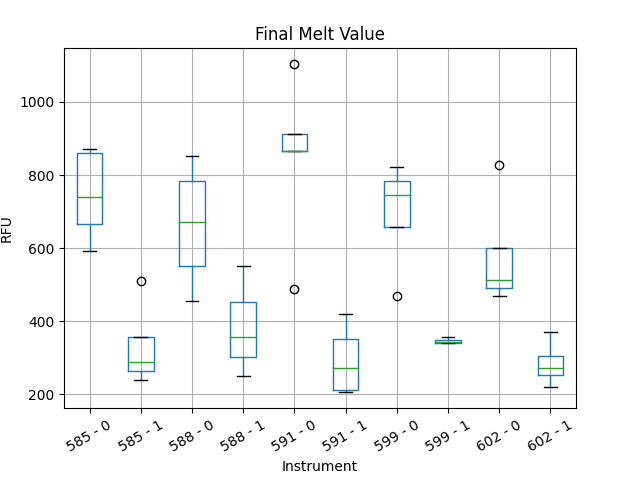 Final Melt Value
1000
800
600
400
200
RFU
585 - 0
585 - 1
588 - 0
588 - 1
591 - 0
591 - 1
599 - 0
599 - 1
602 - 0
602 - 1
Instrument